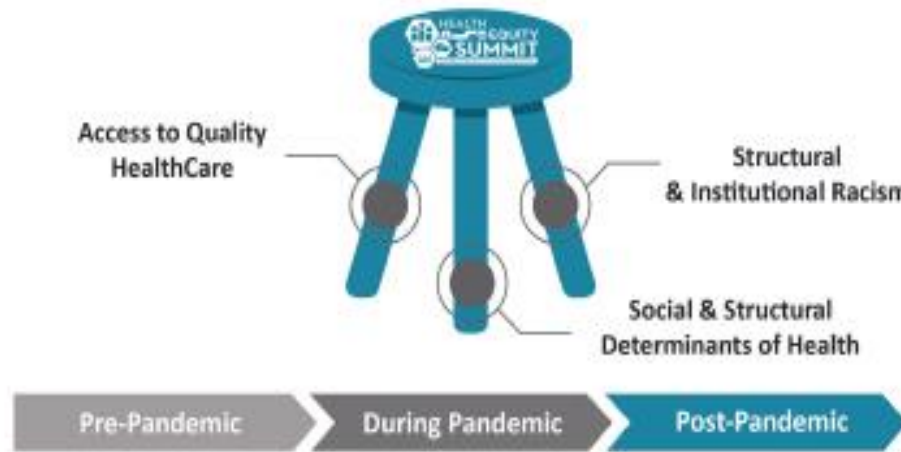 HEALTH
EQUITY
SUMMIT
Access to Quality
HealthCare
Structural
& Institutional Racism
Social & Structural
Determinants of Health
Pre-Pandemic
During Pandemic
Post-Pandemic